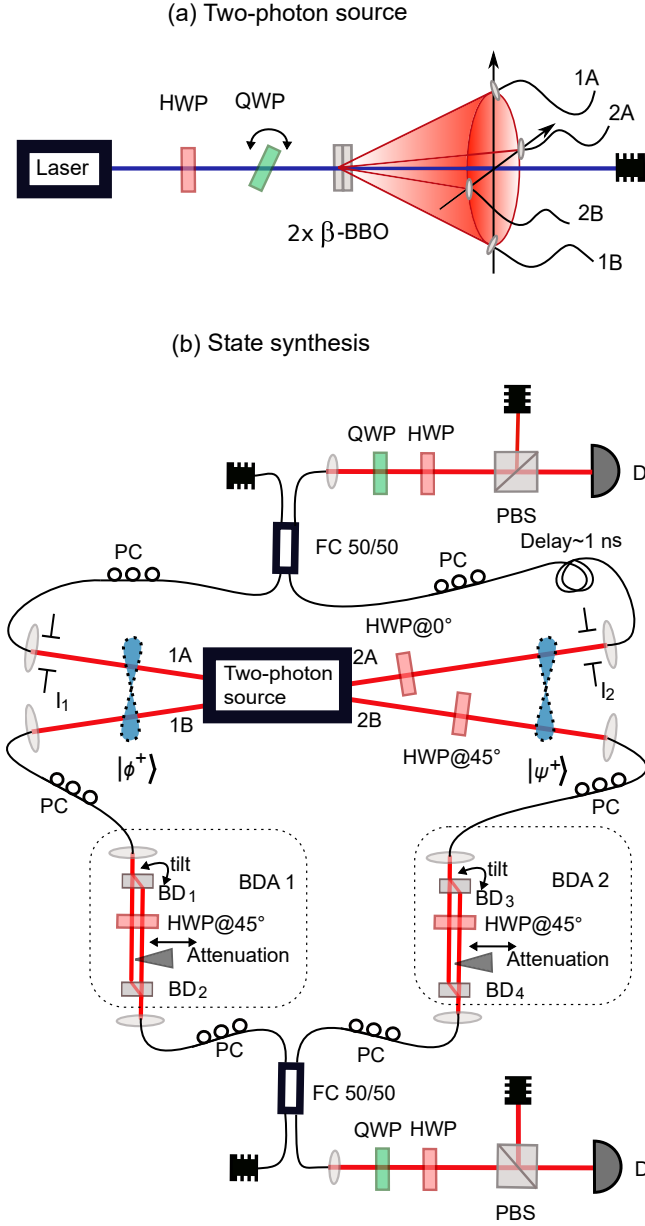 (a) Two-photon source
1A
HWP
QWP
2A
Laser
2x β-BBO
2B
1B
(b) State synthesis
QWP
HWP
D
PBS
PC
FC 50/50
PC
Delay~1 ns
HWP@0°
1A
Two-photon
source
2A
I1
1B
2B
I2
HWP@45°
|ϕ+⟩
|ψ+⟩
PC
PC
tilt
BD1
BDA 1
HWP@45°
Attenuation
BD2
tilt
BD3
BDA 2
HWP@45°
Attenuation
BD4
PC
PC
FC 50/50
QWP
HWP
D
PBS